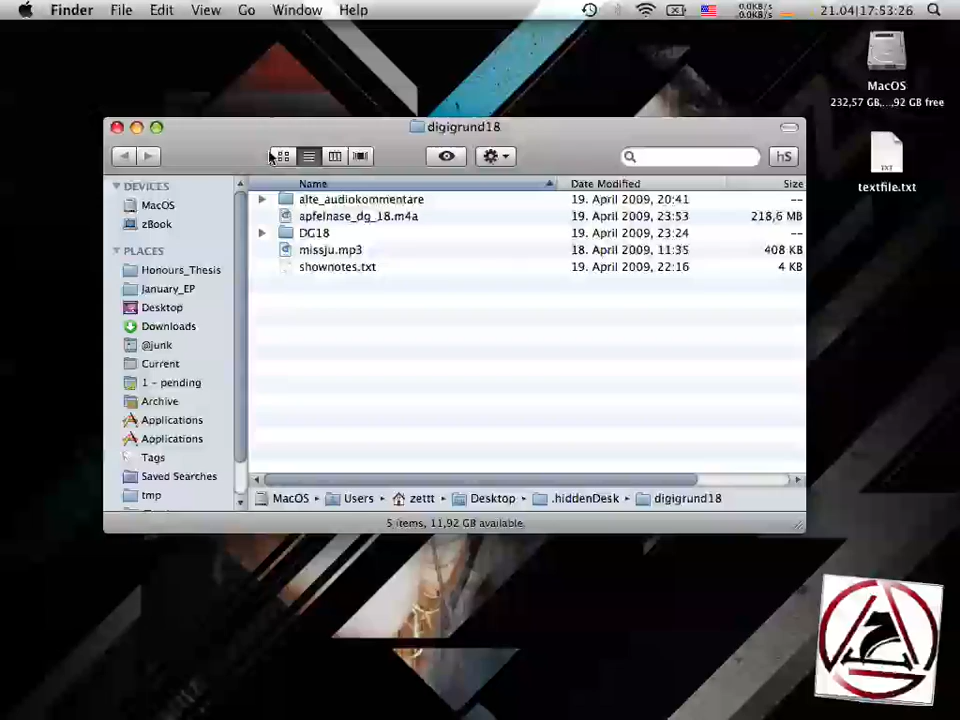 Finder File Edit View Go Window Help 0.0KB/s 0.0KB/s 21.04|17:53:26
MacOS
232,57 GB,...,92 GB free
TXT
textfile.txt
digigrund18
hS
DEVICES
MacOS
zBook
PLACES
Honours_Thesis
January_EP
Desktop
Downloads
@junk
Current
1 - pending
Archive
Applications
Applications
Tags
Saved Searches
tmp
Name Date Modified Size
alte_audiokommentare 19. April 2009, 20:41 --
apfelnase_dg_18.m4a 19. April 2009, 23:53 218,6 MB
DG18 19. April 2009, 23:24 --
missju.mp3 18. April 2009, 11:35 408 KB
shownotes.txt 19. April 2009, 22:16 4 KB
MacOS Users zettt Desktop .hiddenDesk digigrund18
5 items, 11,92 GB available